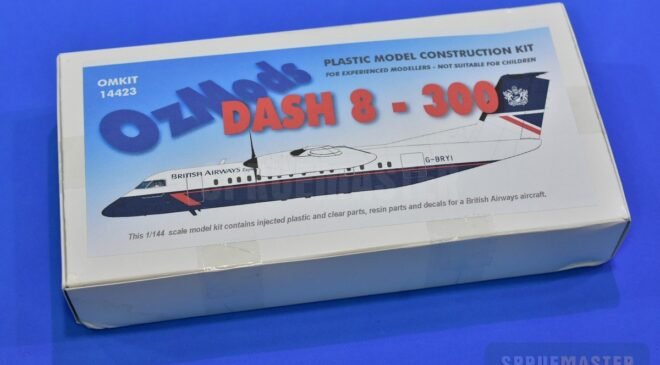 OMKIT
14423
OzMods
PLASTIC MODEL CONSTRUCTION KIT
FOR EXPERIENCED MODELLERS - NOT SUITABLE FOR CHILDREN
DASH 8 - 300
BRITISH AIRWAYS Express
G-BRYI
SPRUEMASTER
This 1/144 scale model kit contains injected plastic and clear parts, resin parts and decals for a British Airways aircraft.
SPRUEMASTER